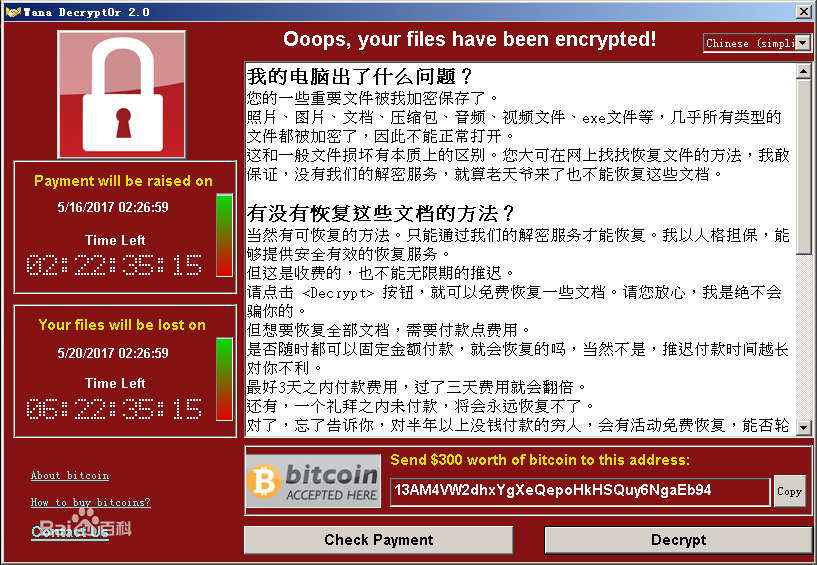 Wana Decrypt0r 2.0
Ooops, your files have been encrypted!
Chinese (simpli
Payment will be raised on
5/16/2017 02:26:59
Time Left
02:22:35:15
Your files will be lost on
5/20/2017 02:26:59
Time Left
06:22:35:15
About bitcoin
How to buy bitcoins?
Contact Us
Bai百科
我的电脑出了什么问题？
您的一些重要文件被我加密保存了。
照片、图片、文档、压缩包、音频、视频文件、exe文件等，几乎所有类型的
文件都被加密了，因此不能正常打开。
这和一般文件损坏有本质上的区别。您大可在网上找找恢复文件的方法，我敢
保证，没有我们的解密服务，就算老天爷来了也不能恢复这些文档。
有没有恢复这些文档的方法？
当然有可恢复的方法。只能通过我们的解密服务才能恢复。我以人格担保，能
够提供安全有效的恢复服务。
但这是收费的，也不能无限期的推迟。
请点击 <Decrypt> 按钮，就可以免费恢复一些文档。请您放心，我是绝不会
骗你的。
但想要恢复全部文档，需要付款点费用。
是否随时都可以固定金额付款，就会恢复的吗，当然不是，推迟付款时间越长
对你不利。
最好3天之内付款费用，过了三天费用就会翻倍。
还有，一个礼拜之内未付款，将会永远恢复不了。
对了，忘了告诉你，对半年以上没钱付款的穷人，会有活动免费恢复，能否轮
bitcoin
ACCEPTED HERE
Send $300 worth of bitcoin to this address:
13AM4VW2dhxYgXeQepoHkHSQuy6NgaEb94
Copy
Check Payment
Decrypt